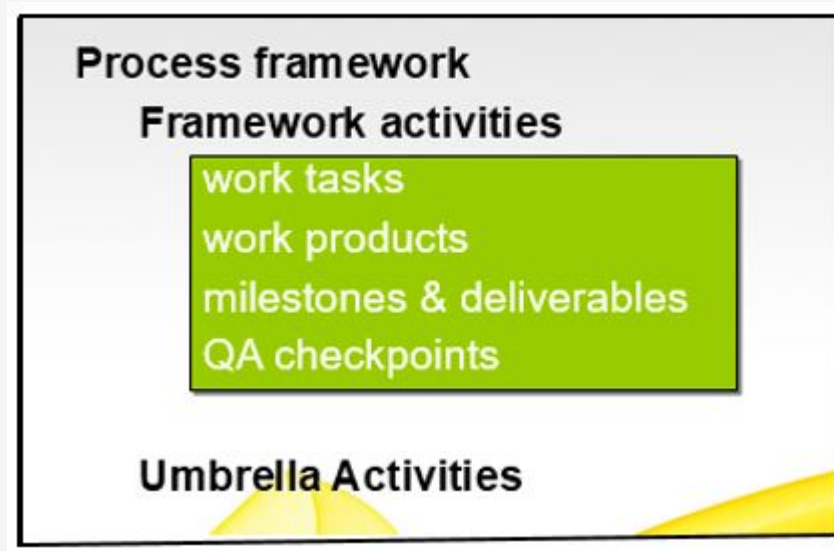 Process framework
Framework activities
work tasks
work products
milestones & deliverables
QA checkpoints
Umbrella Activities